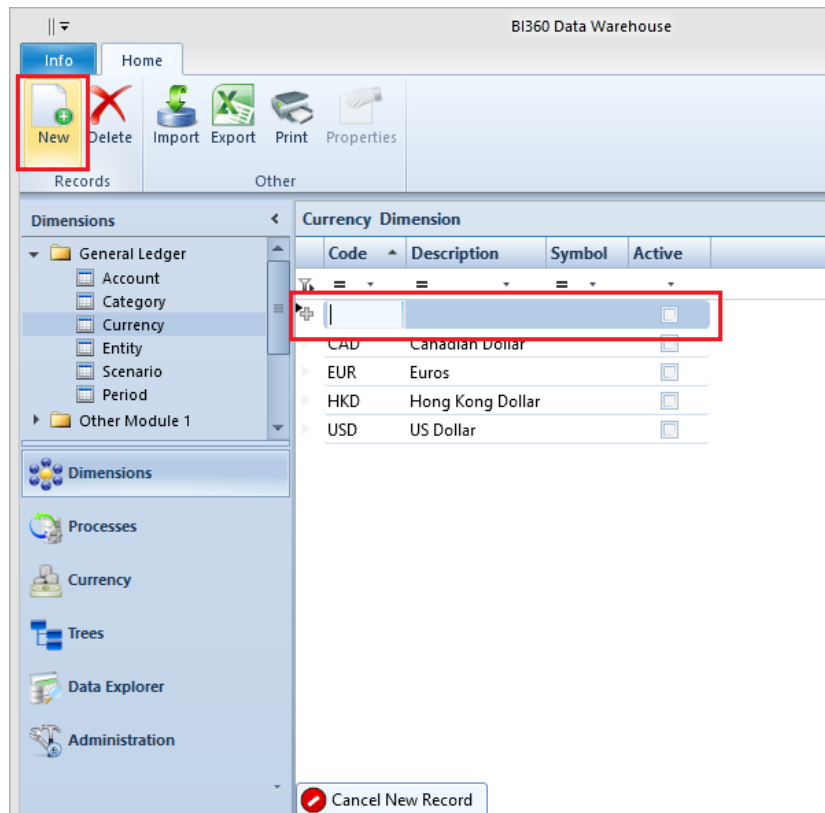 BI360 Data Warehouse
Info Home
New Delete Import Export Print Properties
Records Other
Dimensions
General Ledger
Account
Category
Currency
Entity
Scenario
Period
Other Module 1
Dimensions
Processes
Currency
Trees
Data Explorer
Administration
Currency Dimension
Code Description Symbol Active
= = =
CAD Canadian Dollar
EUR Euros
HKD Hong Kong Dollar
USD US Dollar
Cancel New Record